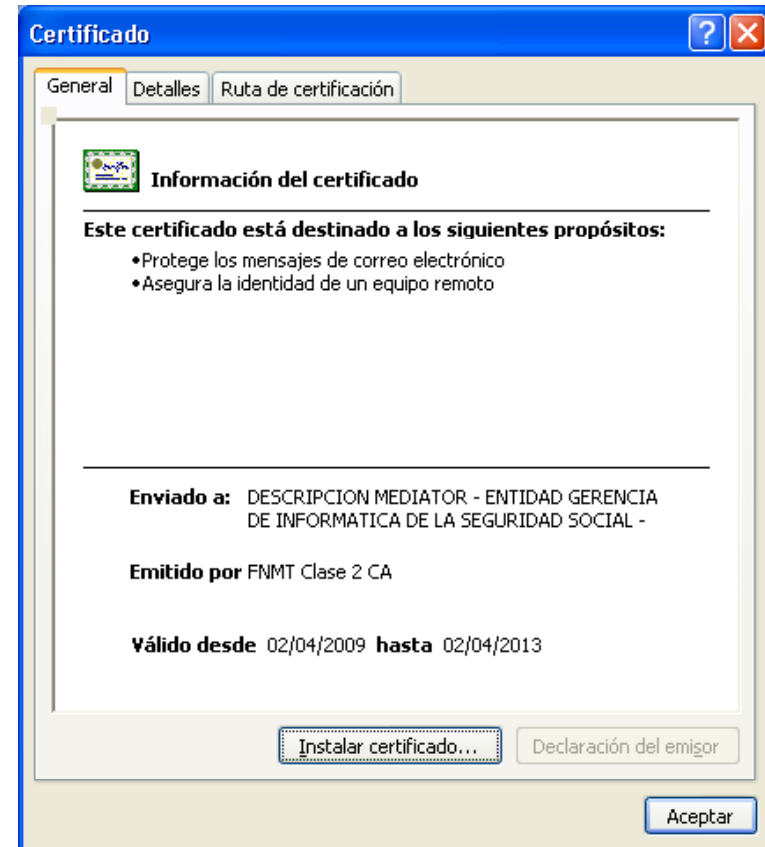 Certificado
General Detalles Ruta de certificación
Información del certificado
Este certificado está destinado a los siguientes propósitos:
•Protege los mensajes de correo electrónico
•Asegura la identidad de un equipo remoto
Enviado a: DESCRIPCION MEDIATOR - ENTIDAD GERENCIA
DE INFORMATICA DE LA SEGURIDAD SOCIAL -
Emitido por FNMT Clase 2 CA
Válido desde 02/04/2009 hasta 02/04/2013
Instalar certificado... Declaración del emisor
Aceptar